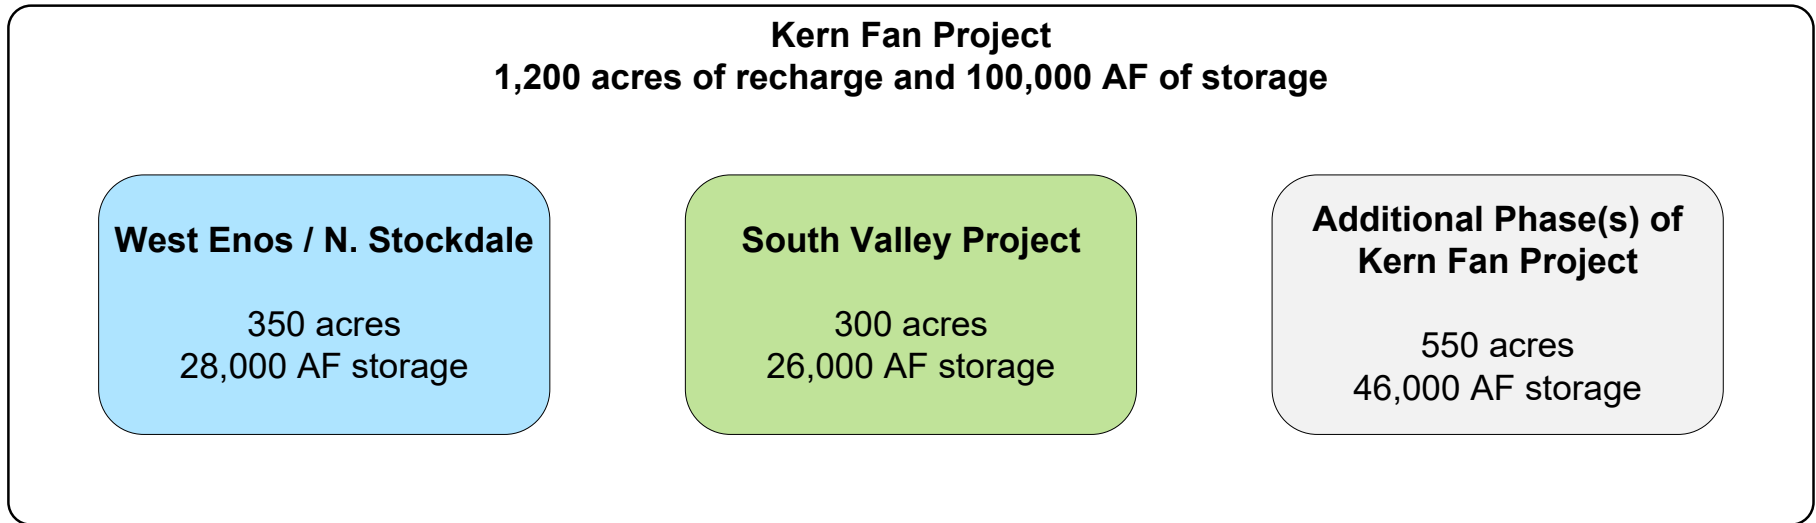 Kern Fan Project
1,200 acres of recharge and 100,000 AF of storage
West Enos / N. Stockdale
350 acres
28,000 AF storage
South Valley Project
300 acres
26,000 AF storage
Additional Phase(s) of
Kern Fan Project
550 acres
46,000 AF storage